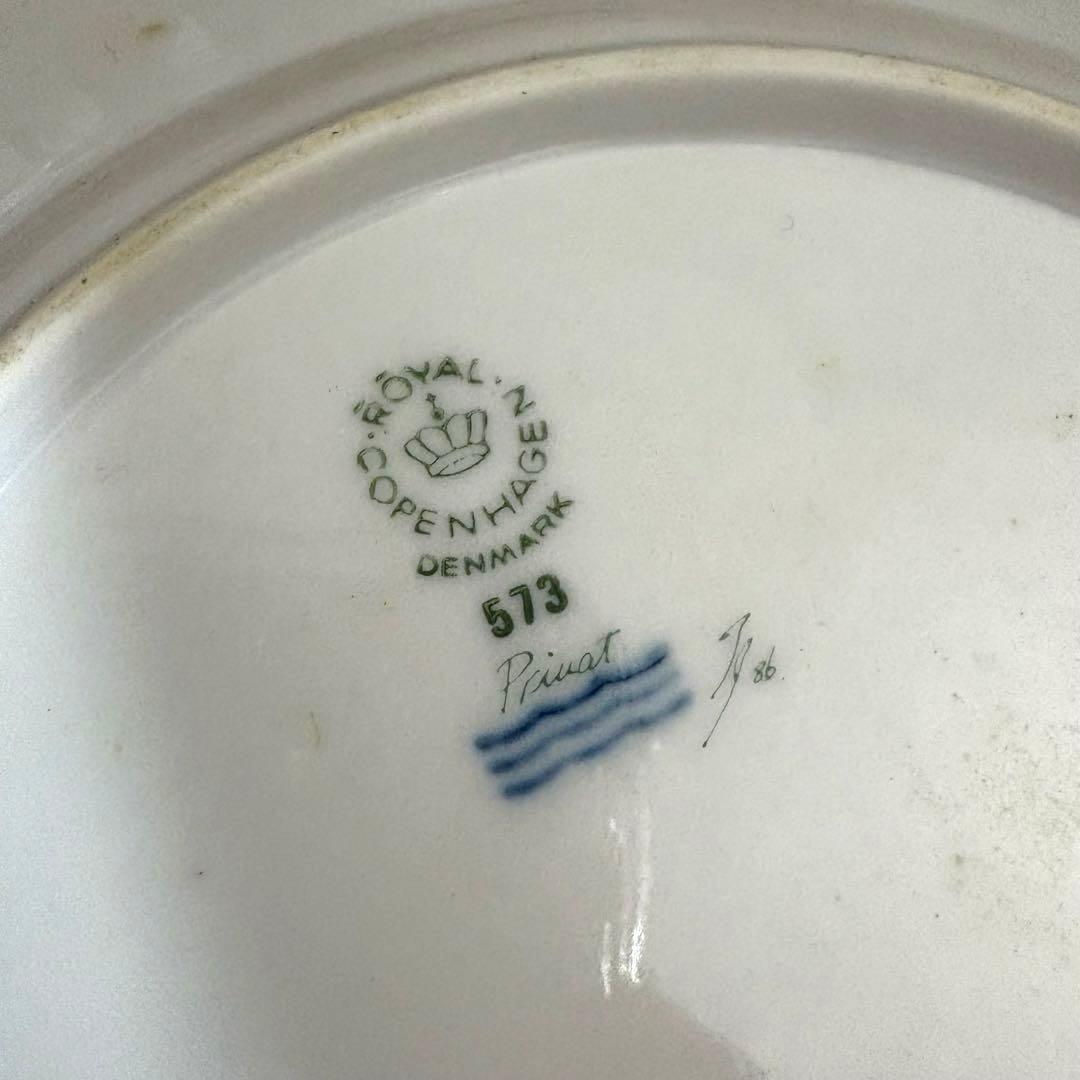 ROYAL
COPENHAGEN
DENMARK
573
Privat
86.